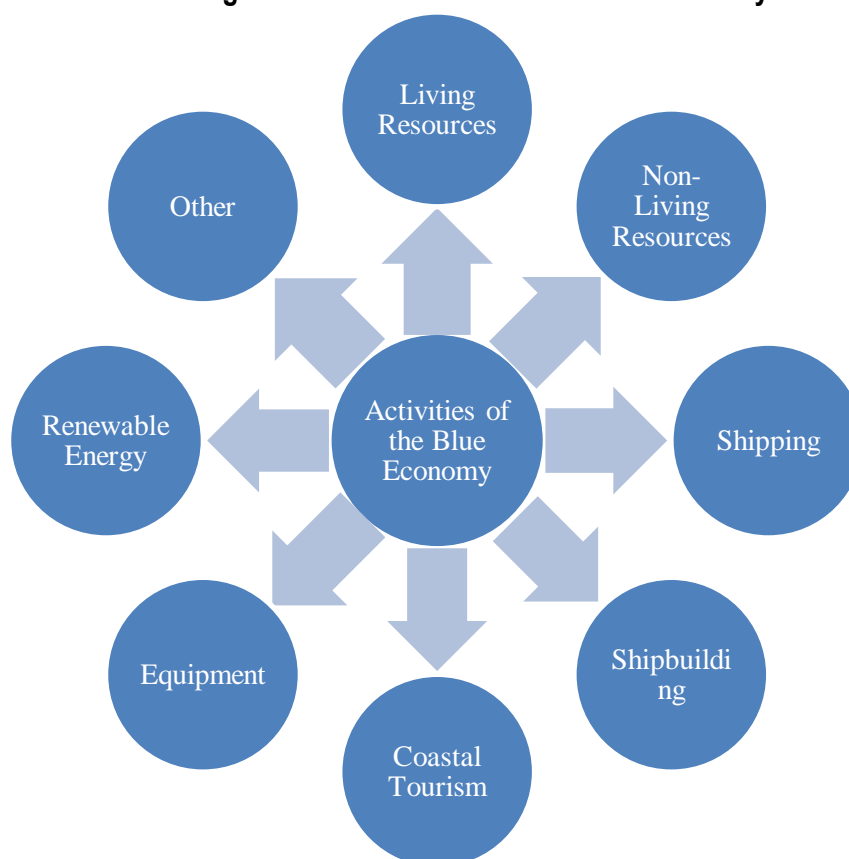 Living
Resources
Non-
Living
Resources
Other
Activities of
the Blue
Economy
Renewable
Energy
Shipping
Equipment
Shipbuildi
ng
Coastal
Tourism